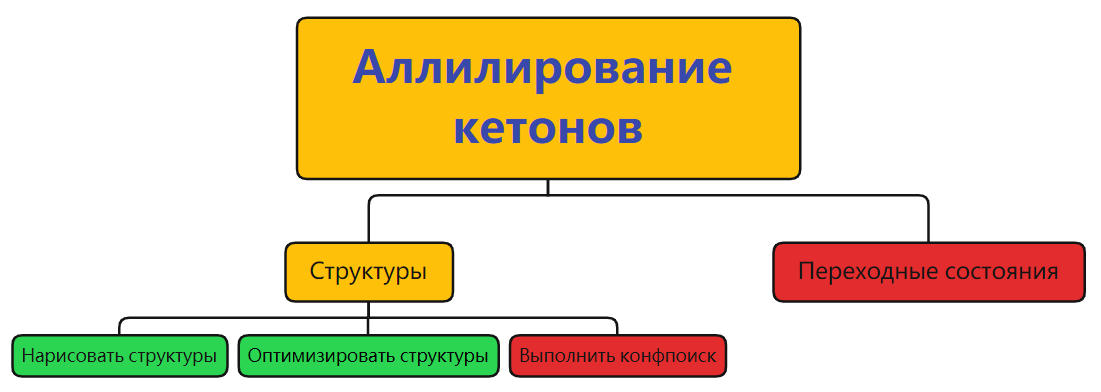 Аллилирование
кетонов
Структуры
Переходные состояния
Нарисовать структуры
Оптимизировать структуры
Выполнить конфпоиск